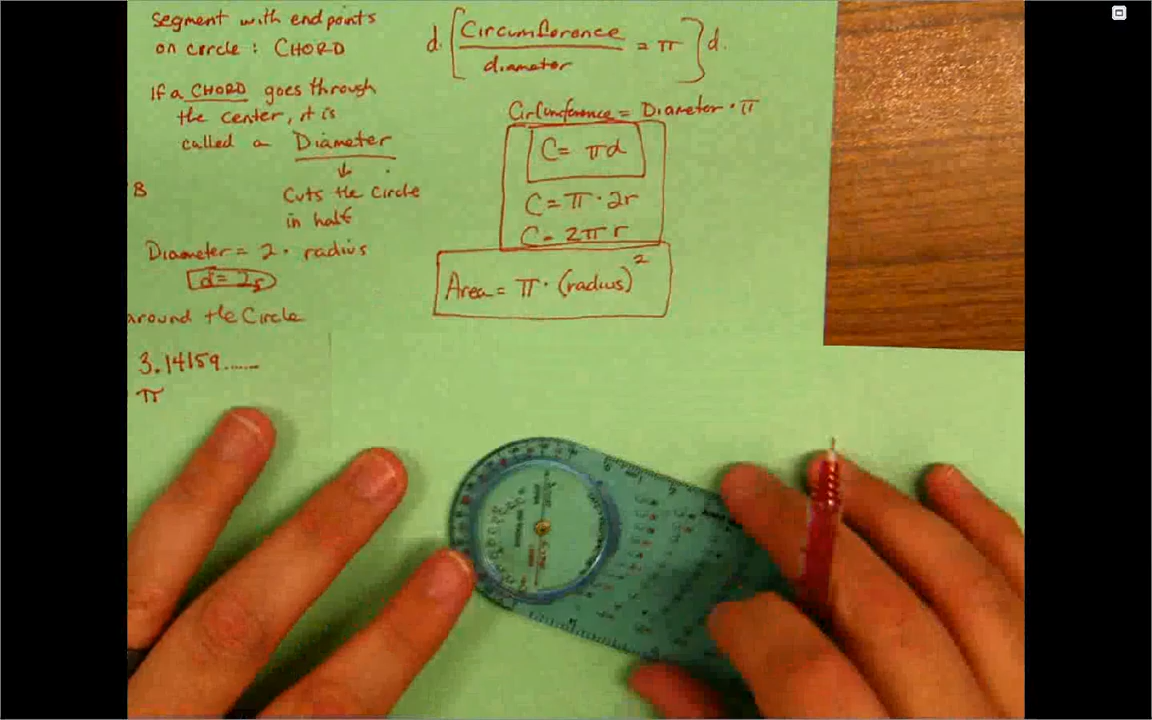 segment with endpoints
on circle : CHORD
If a CHORD goes through
the center, it is
called a Diameter
Cuts the Circle
in half
B
Diameter = 2 · radius
d = 2r
around the Circle
3.14159......
π
d. [Circumference / diameter = π] d.
Circumference = Diameter · π
C = πd
C = π · 2r
C = 2πr
Area = π · (radius)²